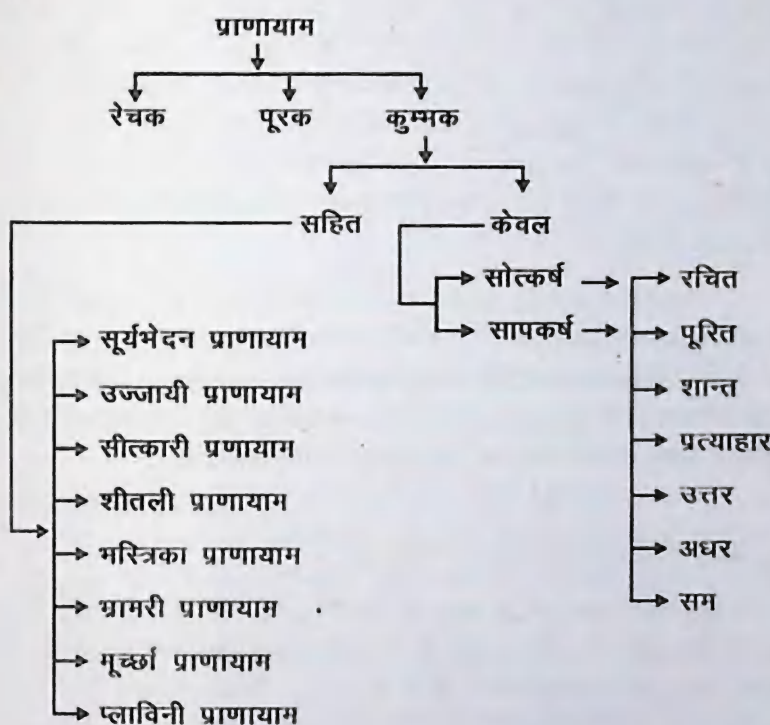 प्राणायाम
रेचक पूरक कुम्भक
सहित केवल
सोत्कर्ष
सापकर्ष
रचित
पूरित
शान्त
प्रत्याहार
उत्तर
अधर
सम
सूर्यभेदन प्राणायाम
उज्जायी प्राणायाम
सीत्कारी प्रणायाम
शीतली प्राणायाम
भस्त्रिका प्राणायाम
भ्रामरी प्राणायाम
मूर्च्छा प्राणायाम
प्लाविनी प्राणायाम